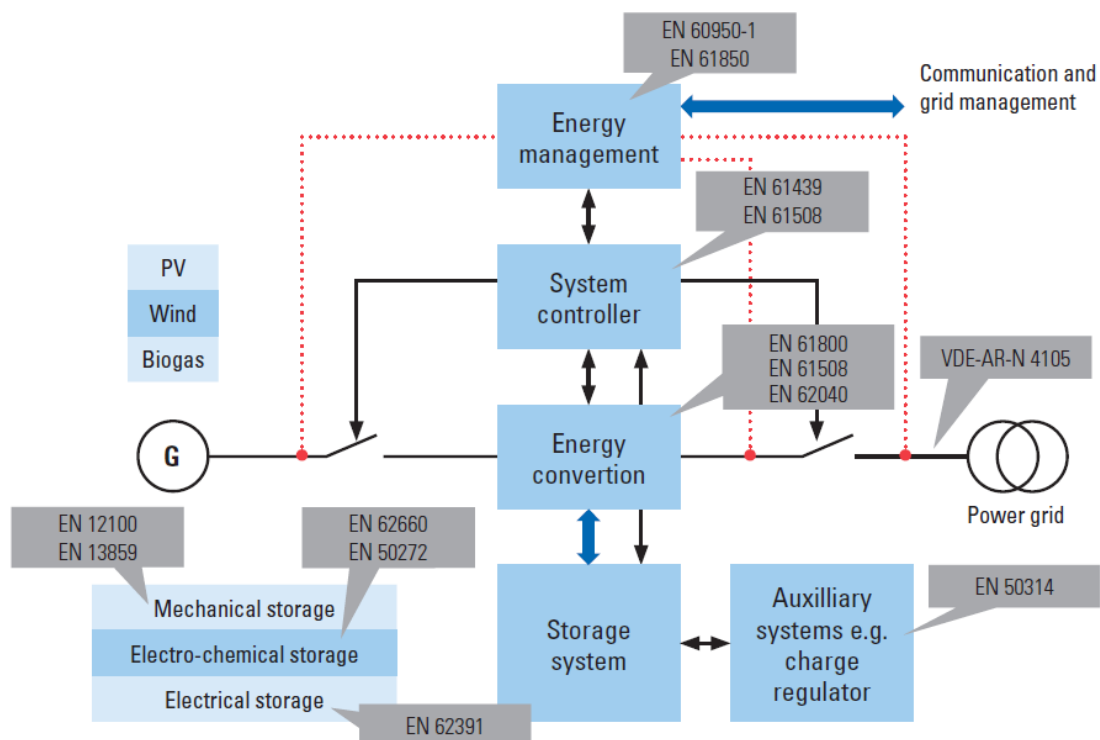 EN 60950-1
EN 61850
Communication and
grid management
Energy
management
EN 61439
EN 61508
PV
Wind
Biogas
System
controller
EN 61800
EN 61508
EN 62040
VDE-AR-N 4105
G
Energy
convertion
Power grid
EN 12100
EN 13859
EN 62660
EN 50272
Mechanical storage
Electro-chemical storage
Electrical storage
EN 62391
Storage
system
Auxilliary
systems e.g.
charge
regulator
EN 50314